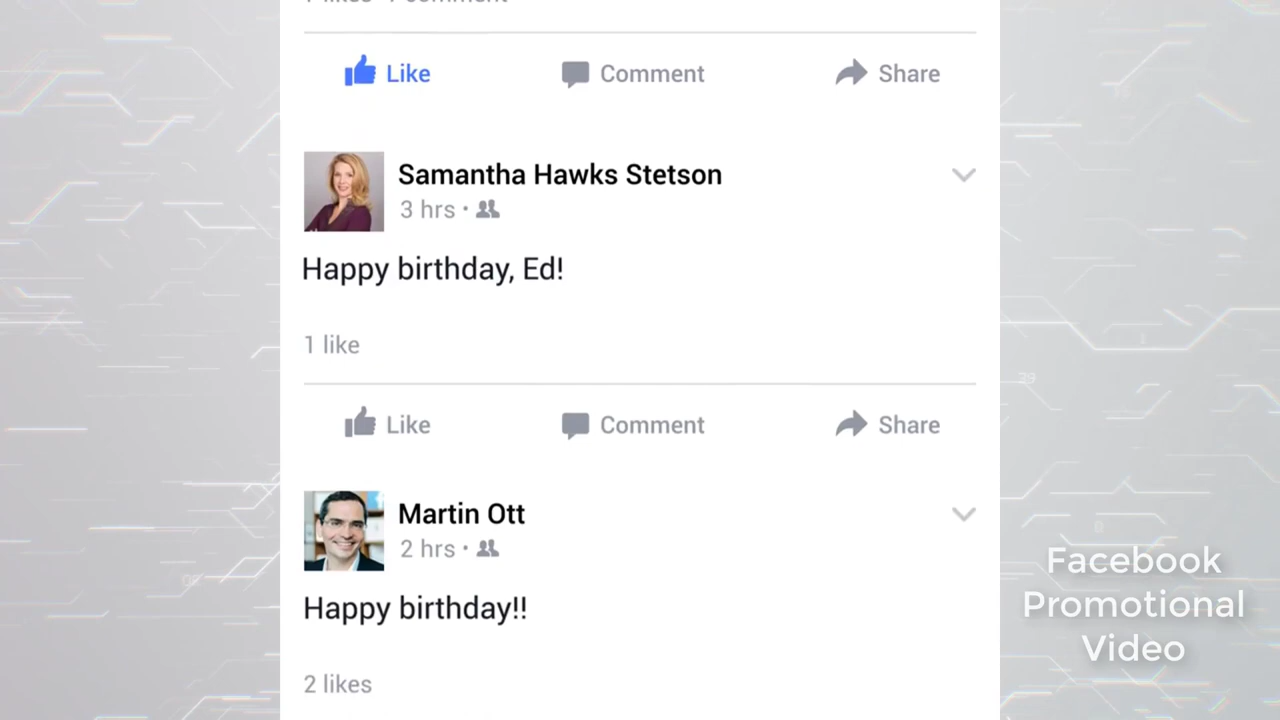 Like Comment Share
Samantha Hawks Stetson
3 hrs ·
Happy birthday, Ed!
1 like
Like Comment Share
Martin Ott
2 hrs ·
Happy birthday!!
2 likes
Facebook
Promotional
Video